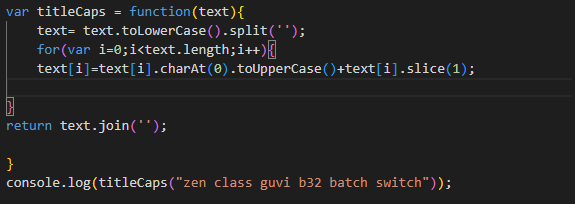 var titleCaps = function(text){
text= text.toLowerCase().split('');
for(var i=0;i<text.length;i++){
text[i]=text[i].charAt(0).toUpperCase()+text[i].slice(1);
}
return text.join('');
}
console.log(titleCaps("zen class guvi b32 batch switch"));